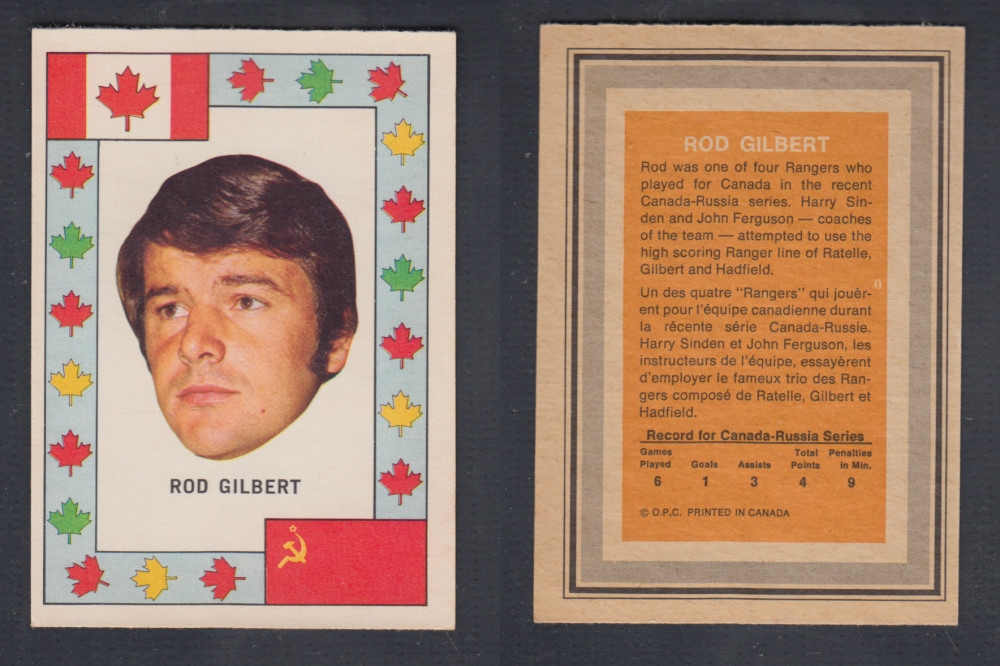 ROD GILBERT
ROD GILBERT
Rod was one of four Rangers who
played for Canada in the recent
Canada-Russia series. Harry Sin-
den and John Ferguson — coaches
of the team — attempted to use the
high scoring Ranger line of Ratelle,
Gilbert and Hadfield.
Un des quatre "Rangers" qui jouèr-
ent pour l'équipe canadienne durant
la récente série Canada-Russie.
Harry Sinden et John Ferguson, les
instructeurs de l'équipe, essayèrent
d'employer le fameux trio des Ran-
gers composé de Ratelle, Gilbert et
Hadfield.
Record for Canada-Russia Series
Games Total Penalties
Played Goals Assists Points in Min.
6 1 3 4 9
© O.P.C. PRINTED IN CANADA